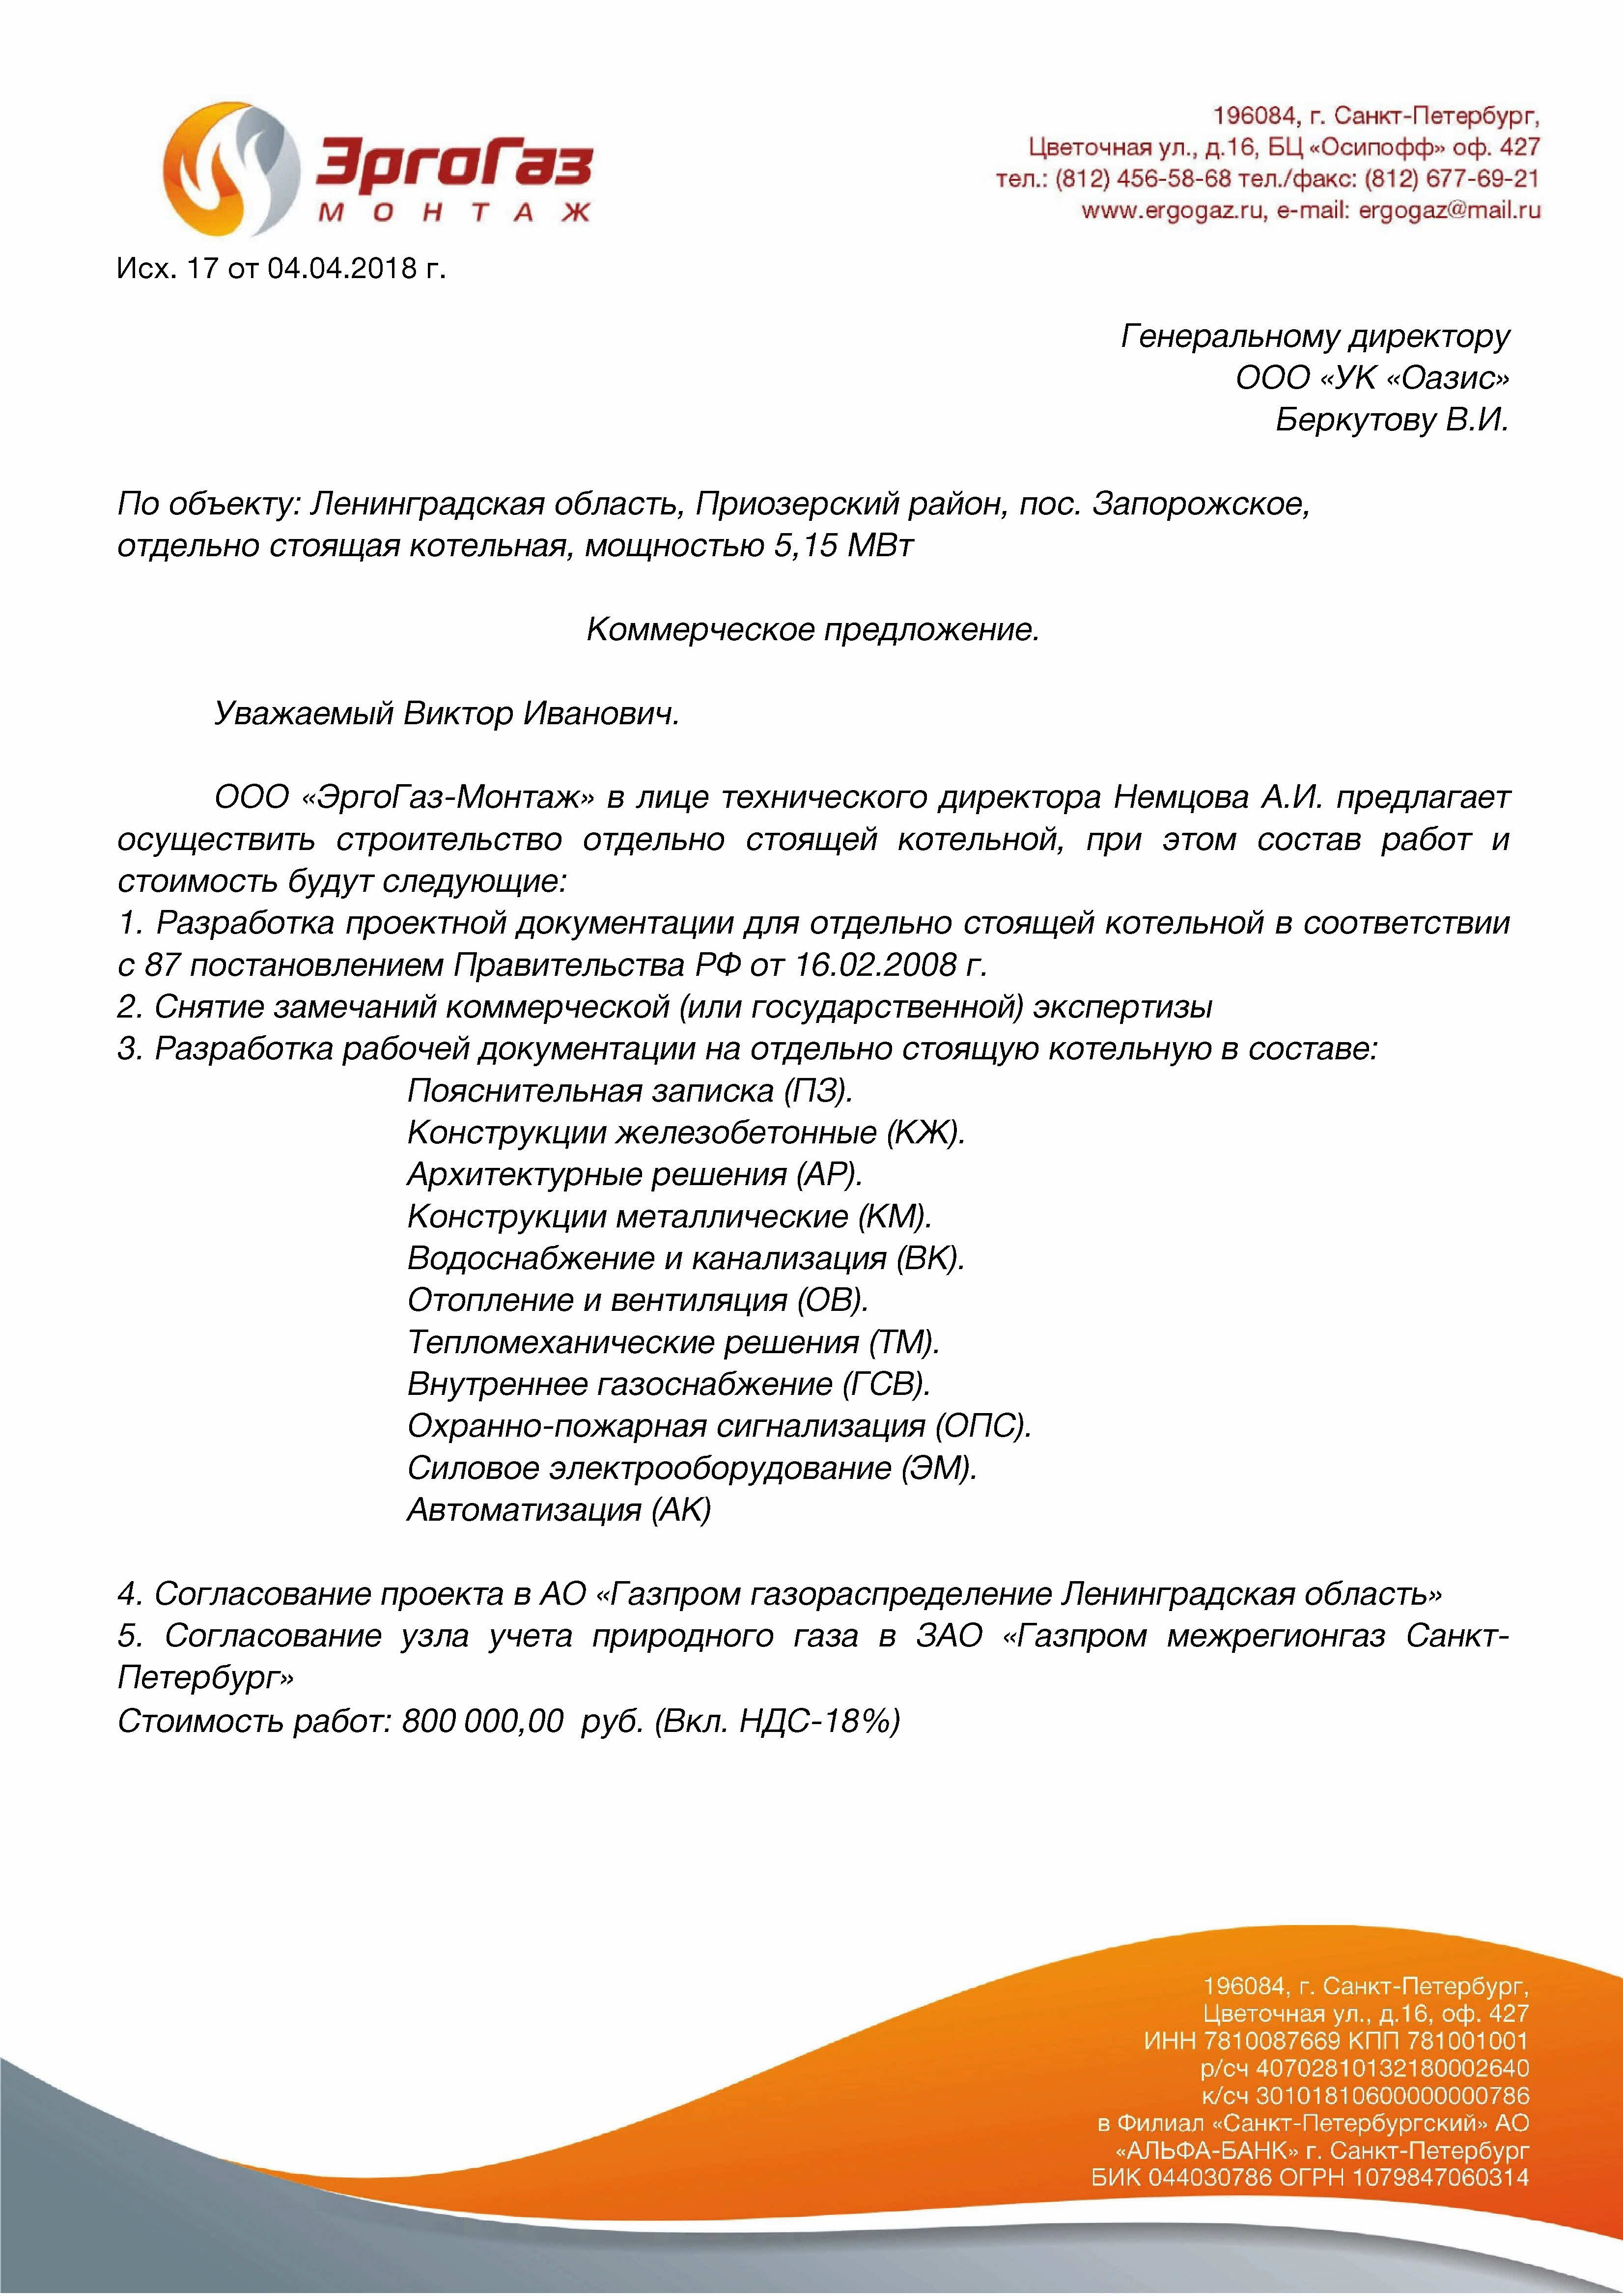 ЭргоГаз
МОНТАЖ
196084, г. Санкт-Петербург,
Цветочная ул., д.16, БЦ «Осипофф» оф. 427
тел.: (812) 456-58-68 тел./факс: (812) 677-69-21
www.ergogaz.ru, e-mail: ergogaz@mail.ru
Исх. 17 от 04.04.2018 г.
Генеральному директору
ООО «УК «Оазис»
Беркутову В.И.
По объекту: Ленинградская область, Приозерский район, пос. Запорожское,
отдельно стоящая котельная, мощностью 5,15 МВт
Коммерческое предложение.
Уважаемый Виктор Иванович.
ООО «ЭргоГаз-Монтаж» в лице технического директора Немцова А.И. предлагает
осуществить строительство отдельно стоящей котельной, при этом состав работ и
стоимость будут следующие:
1. Разработка проектной документации для отдельно стоящей котельной в соответствии
с 87 постановлением Правительства РФ от 16.02.2008 г.
2. Снятие замечаний коммерческой (или государственной) экспертизы
3. Разработка рабочей документации на отдельно стоящую котельную в составе:
Пояснительная записка (ПЗ).
Конструкции железобетонные (КЖ).
Архитектурные решения (АР).
Конструкции металлические (КМ).
Водоснабжение и канализация (ВК).
Отопление и вентиляция (ОВ).
Тепломеханические решения (ТМ).
Внутреннее газоснабжение (ГСВ).
Охранно-пожарная сигнализация (ОПС).
Силовое электрооборудование (ЭМ).
Автоматизация (АК)
4. Согласование проекта в АО «Газпром газораспределение Ленинградская область»
5. Согласование узла учета природного газа в ЗАО «Газпром межрегионгаз Санкт-
Петербург»
Стоимость работ: 800 000,00 руб. (Вкл. НДС-18%)
196084, г. Санкт-Петербург,
Цветочная ул., д.16, оф. 427
ИНН 7810087669 КПП 781001001
р/сч 40702810132180002640
к/сч 30101810600000000786
в Филиал «Санкт-Петербургский» АО
«АЛЬФА-БАНК» г. Санкт-Петербург
БИК 044030786 ОГРН 1079847060314